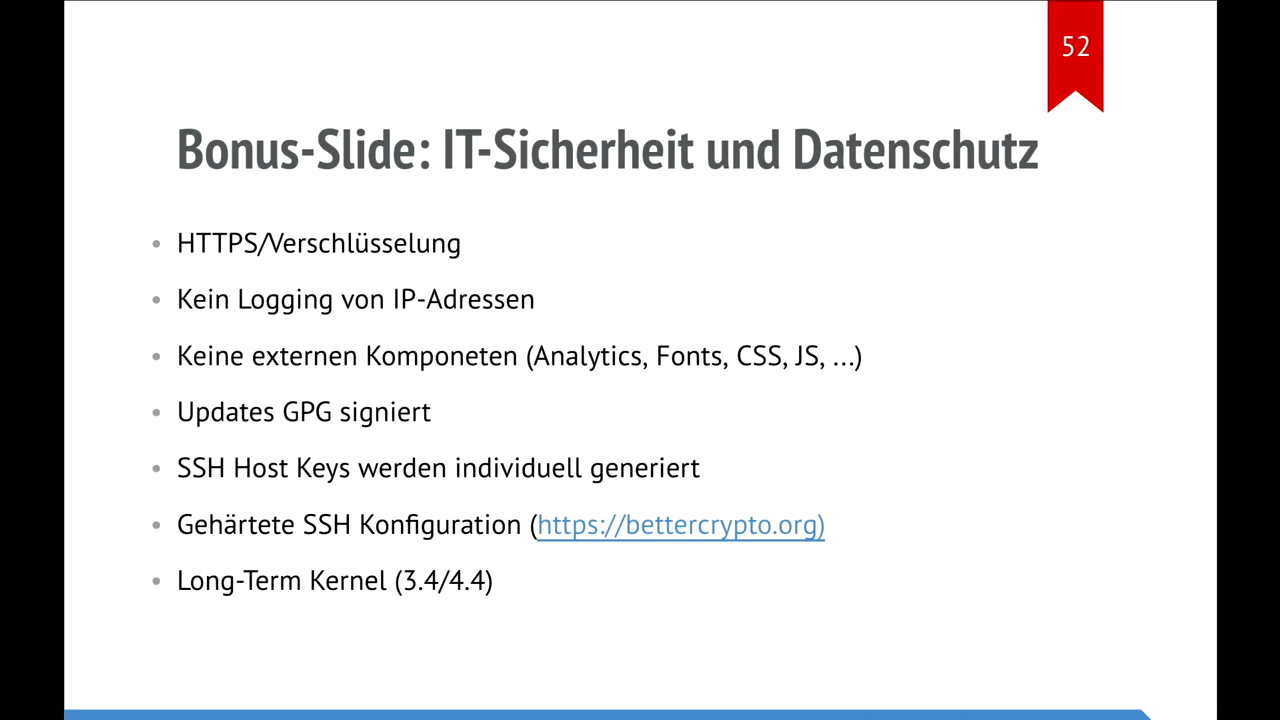 52
Bonus-Slide: IT-Sicherheit und Datenschutz
• HTTPS/Verschlüsselung
• Kein Logging von IP-Adressen
• Keine externen Komponeten (Analytics, Fonts, CSS, JS, ...)
• Updates GPG signiert
• SSH Host Keys werden individuell generiert
• Gehärtete SSH Konfiguration (https://bettercrypto.org)
• Long-Term Kernel (3.4/4.4)